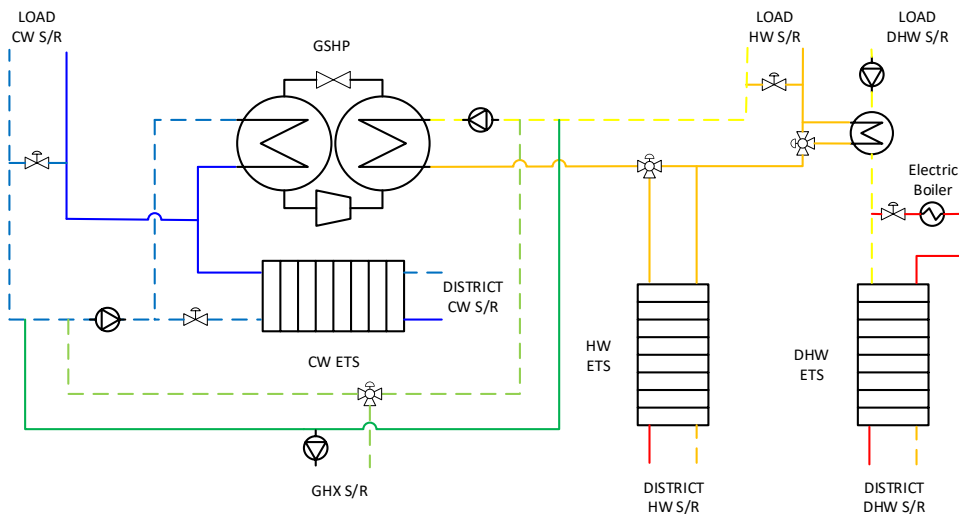 LOAD
CW S/R
GSHP
LOAD
HW S/R
LOAD
DHW S/R
Electric
Boiler
DISTRICT
CW S/R
CW ETS
HW
ETS
DHW
ETS
GHX S/R
DISTRICT
HW S/R
DISTRICT
DHW S/R